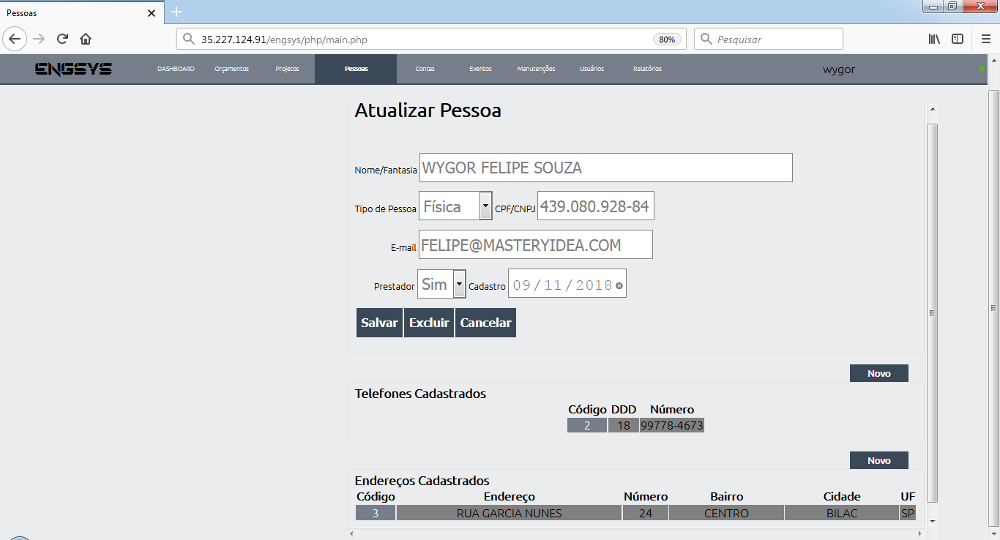 Pessoas
35.227.124.91/engsys/php/main.php 80% Pesquisar
ENGSYS DASHBOARD Orçamentos Projetos Pessoas Contas Eventos Manutenções Usuários Relatórios wygor
Atualizar Pessoa
Nome/Fantasia WYGOR FELIPE SOUZA
Tipo de Pessoa Física CPF/CNPJ 439.080.928-84
E-mail FELIPE@MASTERYIDEA.COM
Prestador Sim Cadastro 09/11/2018
Salvar Excluir Cancelar
Novo
Telefones Cadastrados
Código DDD Número
2 18 99778-4673
Novo
Endereços Cadastrados
Código Endereço Número Bairro Cidade UF
3 RUA GARCIA NUNES 24 CENTRO BILAC SP